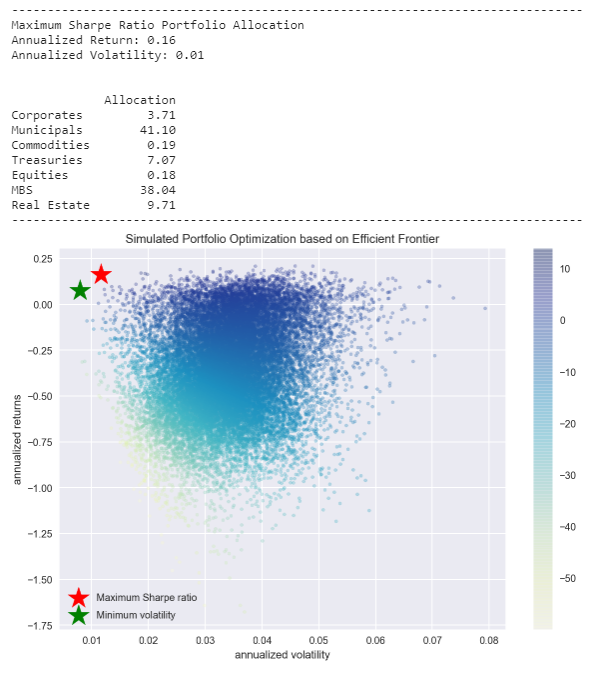 --------------------------------------------------------------------------------
Maximum Sharpe Ratio Portfolio Allocation
Annualized Return: 0.16
Annualized Volatility: 0.01
Allocation
Corporates 3.71
Municipals 41.10
Commodities 0.19
Treasuries 7.07
Equities 0.18
MBS 38.04
Real Estate 9.71
--------------------------------------------------------------------------------
Simulated Portfolio Optimization based on Efficient Frontier
0.25
0.00
−0.25
−0.50
−0.75
−1.00
−1.25
−1.50
−1.75
annualized returns
Maximum Sharpe ratio
Minimum volatility
0.01 0.02 0.03 0.04 0.05 0.06 0.07 0.08
annualized volatility
10
0
−10
−20
−30
−40
−50